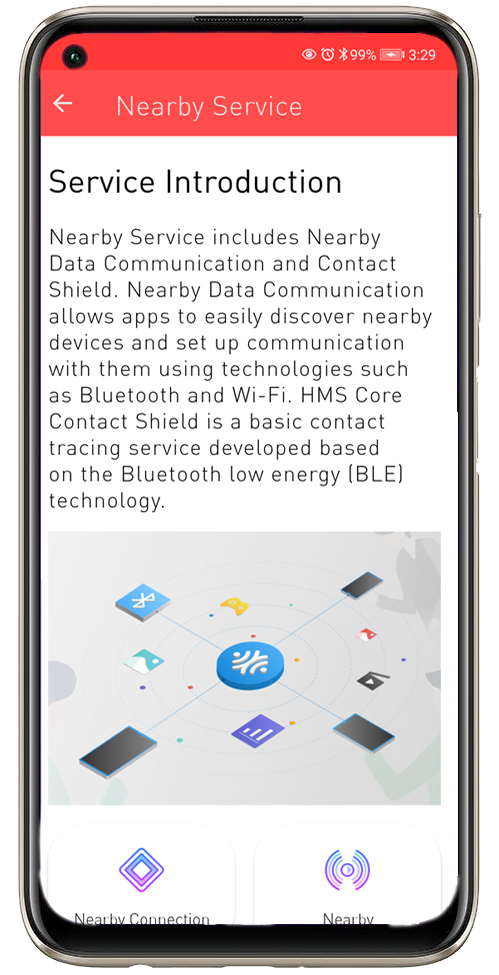 99% 3:29
Nearby Service
Service Introduction
Nearby Service includes Nearby
Data Communication and Contact
Shield. Nearby Data Communication
allows apps to easily discover nearby
devices and set up communication
with them using technologies such
as Bluetooth and Wi-Fi. HMS Core
Contact Shield is a basic contact
tracing service developed based
on the Bluetooth low energy (BLE)
technology.
Nearby Connection
Nearby